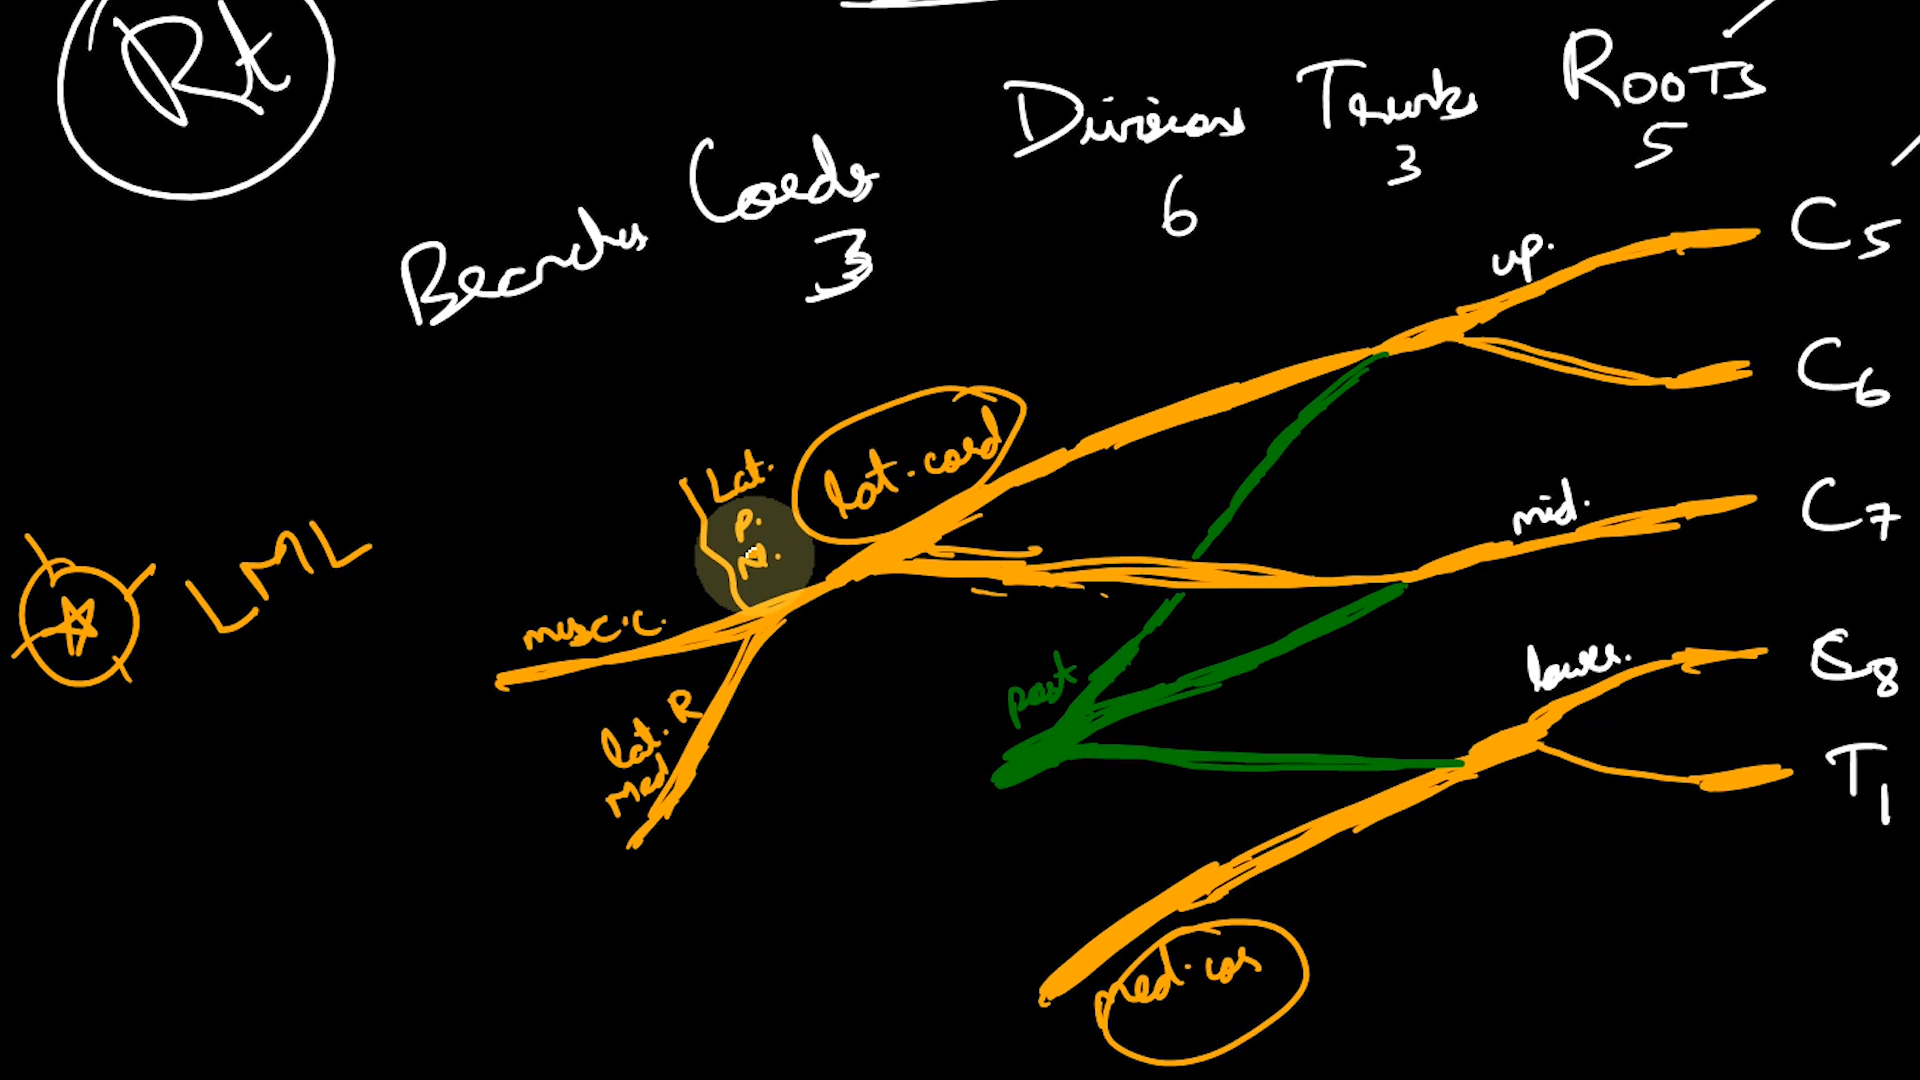 Rt
Branches Cords Divisions Trunks ROOTS
3 6 3 5
up. C5
C6
Lat. lat. cord
P.
N.
mid. C7
LML
musc. c.
lower. C8
post
lat. R
med
T1
med. cor